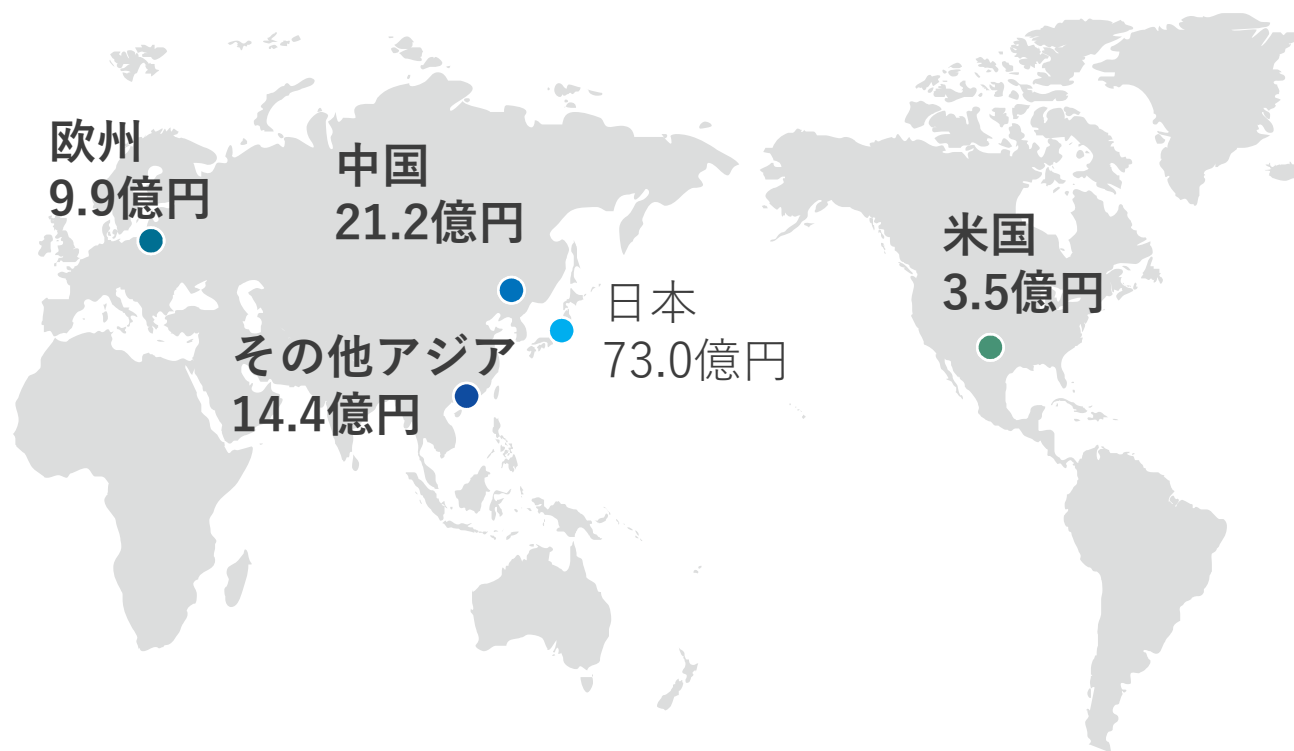 欧州
9.9億円
中国
21.2億円
米国
3.5億円
日本
73.0億円
その他アジア
14.4億円